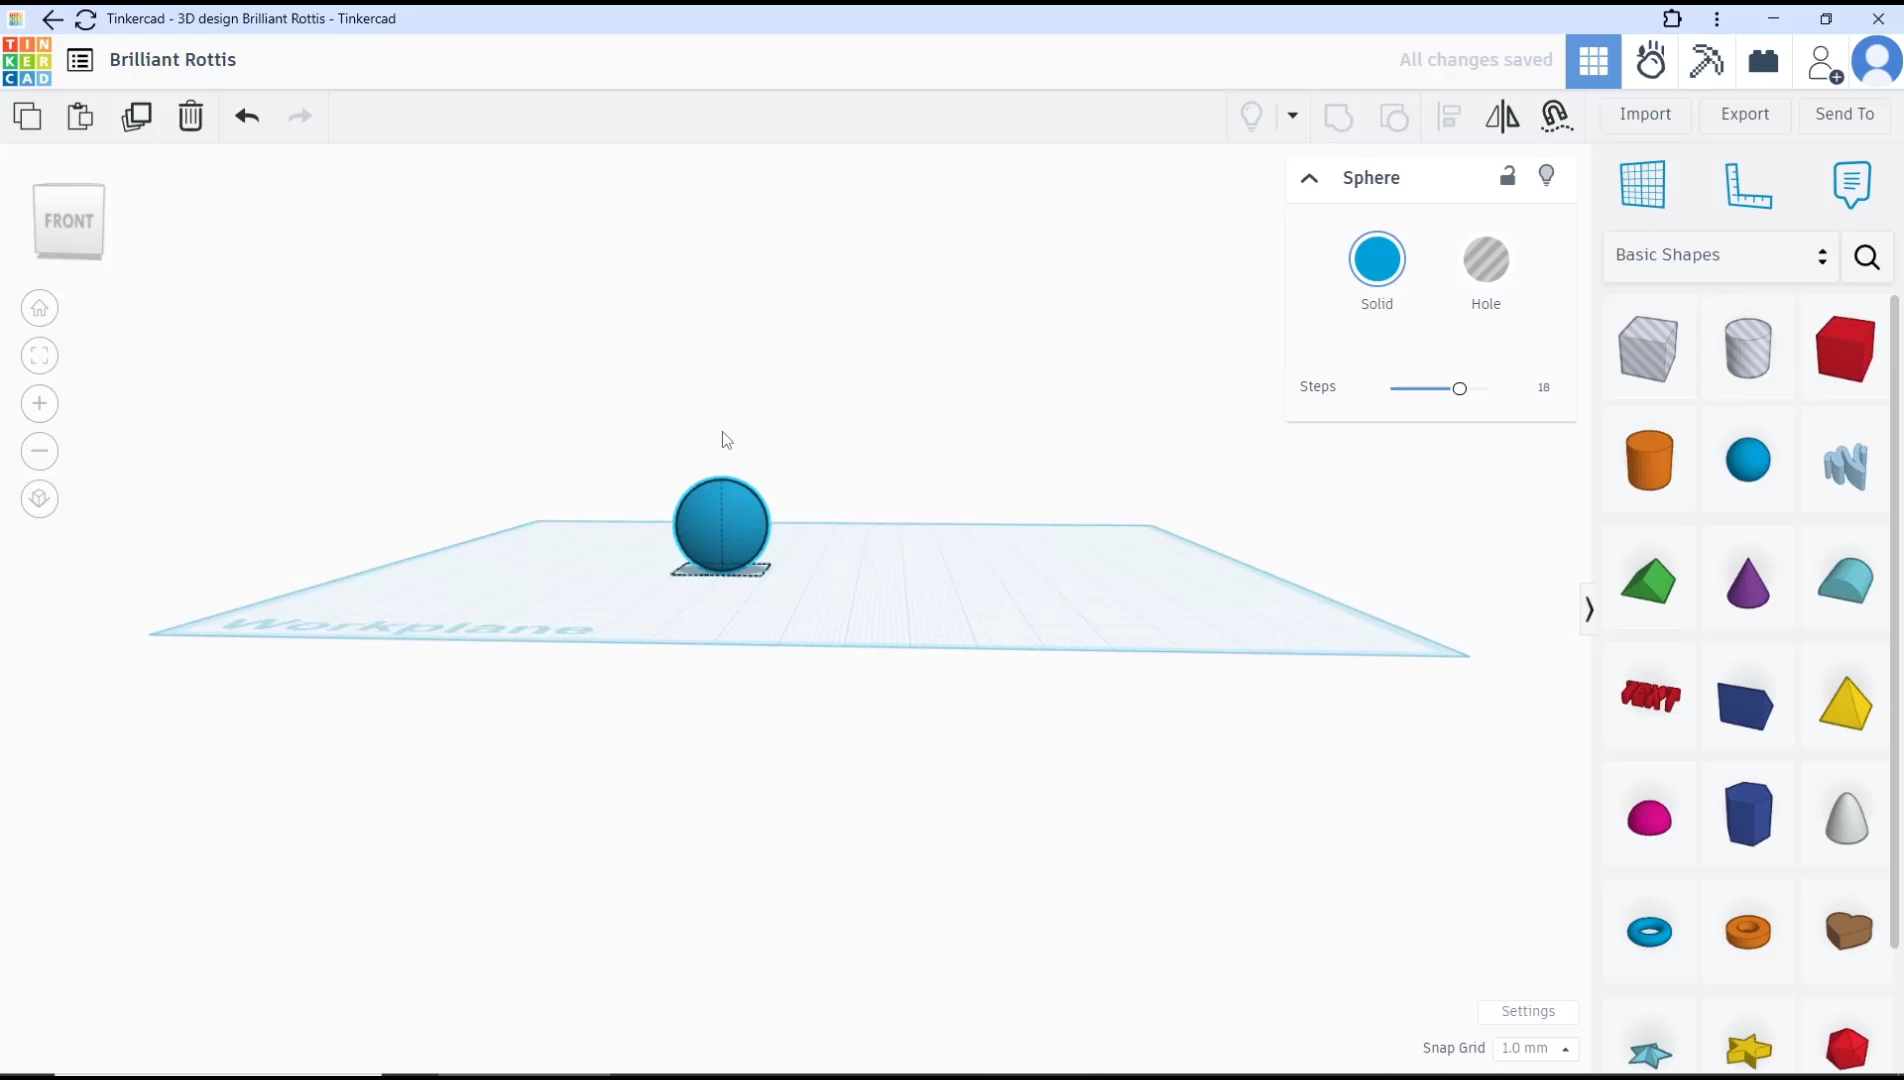 Tinkercad - 3D design Brilliant Rottis - Tinkercad
TIN
KER
CAD
Brilliant Rottis
All changes saved
Import
Export
Send To
FRONT
Sphere
Solid
Hole
Steps
18
Basic Shapes
Workplane
TEXT
Settings
Snap Grid
1.0 mm